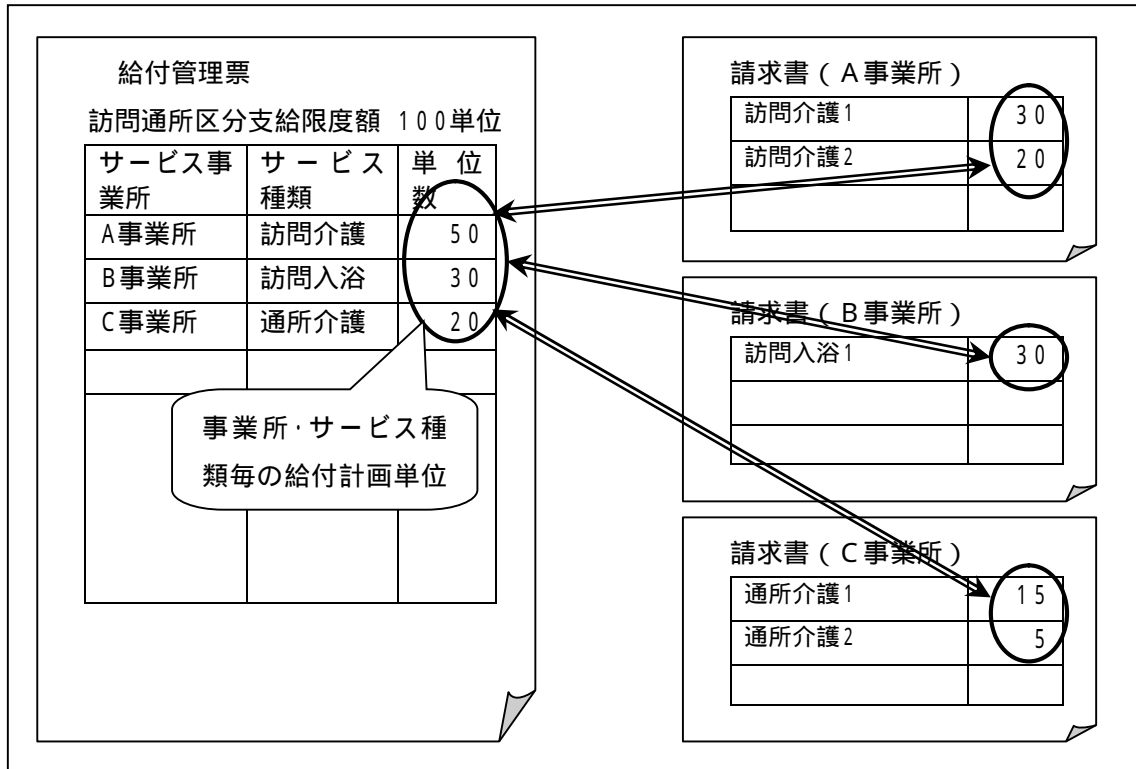 給付管理票
訪問通所区分支給限度額 100単位
サービス事業所 サービス種類 単位数
A事業所 訪問介護 50
B事業所 訪問入浴 30
C事業所 通所介護 20
事業所・サービス種
類毎の給付計画単位
請求書(A事業所)
訪問介護1 30
訪問介護2 20
請求書(B事業所)
訪問入浴1 30
請求書(C事業所)
通所介護1 15
通所介護2 5